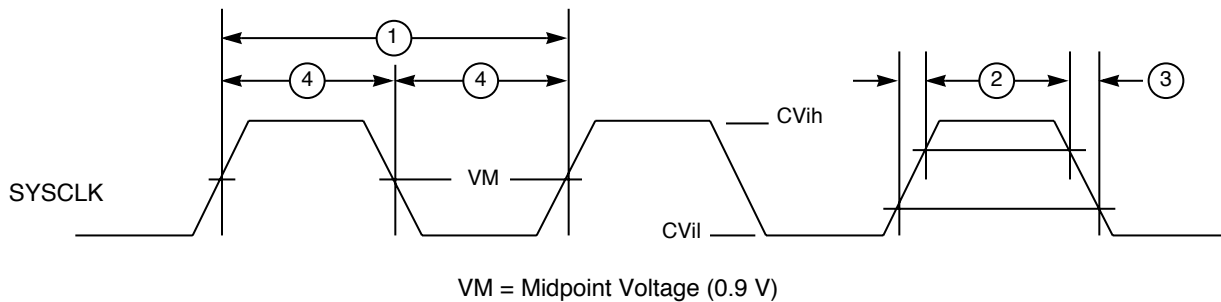 1
4
4
2
3
CVih
SYSCLK
VM
CVil
VM = Midpoint Voltage (0.9 V)